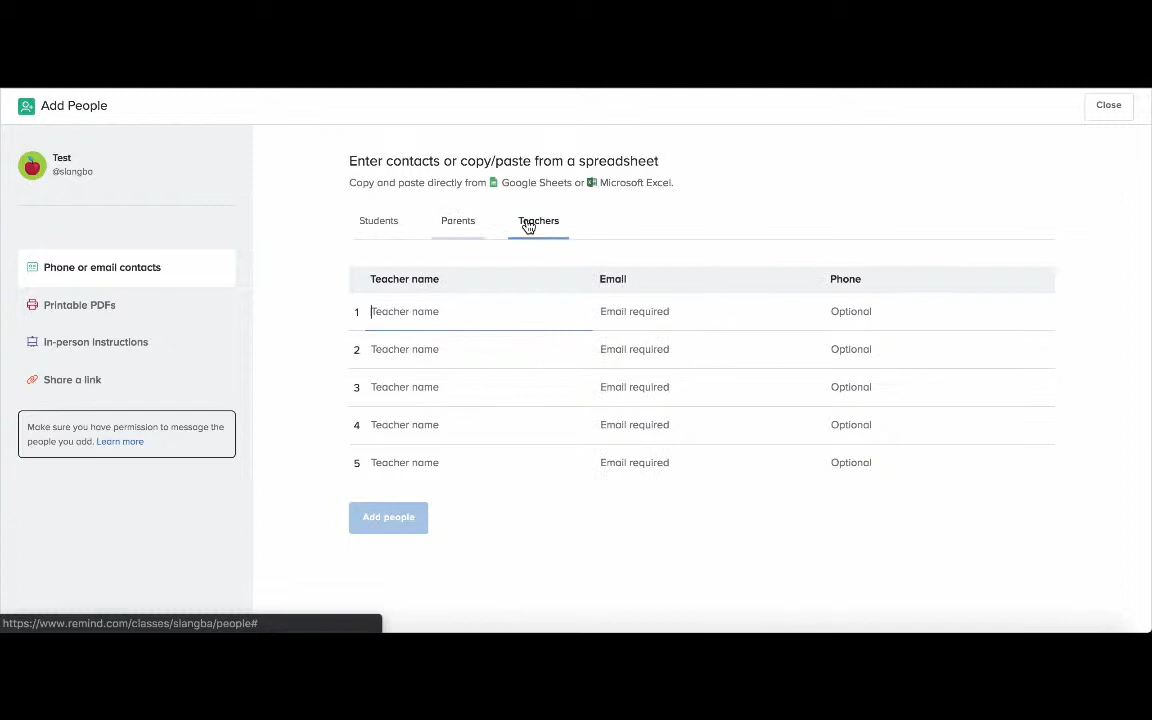 Add People
Close
Test
@slangba
Enter contacts or copy/paste from a spreadsheet
Copy and paste directly from Google Sheets or Microsoft Excel.
Students Parents Teachers
Phone or email contacts
Printable PDFs
In-person instructions
Share a link
Make sure you have permission to message the
people you add. Learn more
Teacher name Email Phone
1 Teacher name Email required Optional
2 Teacher name Email required Optional
3 Teacher name Email required Optional
4 Teacher name Email required Optional
5 Teacher name Email required Optional
Add people
https://www.remind.com/classes/slangba/people#